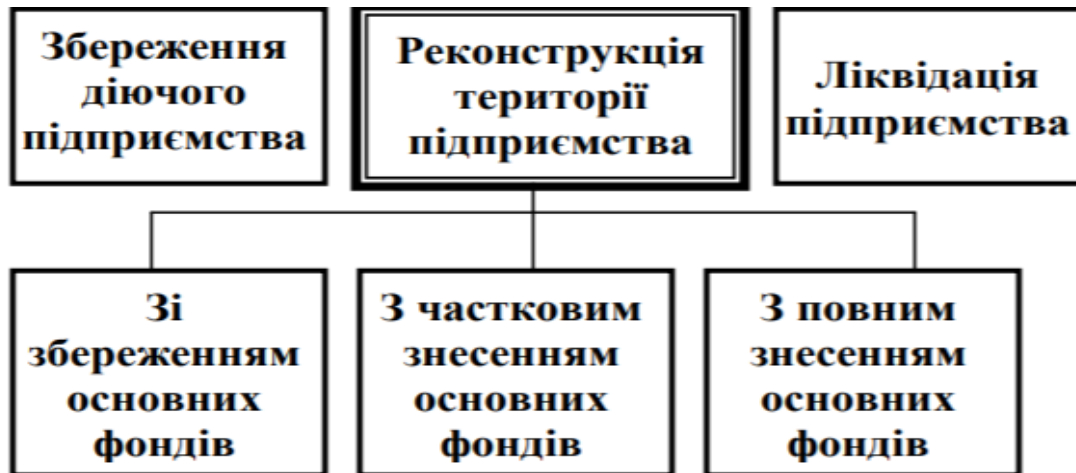 Збереження
діючого
підприємства
Реконструкція
території
підприємства
Ліквідація
підприємства
Зі
збереженням
основних
фондів
З частковим
знесенням
основних
фондів
З повним
знесенням
основних
фондів